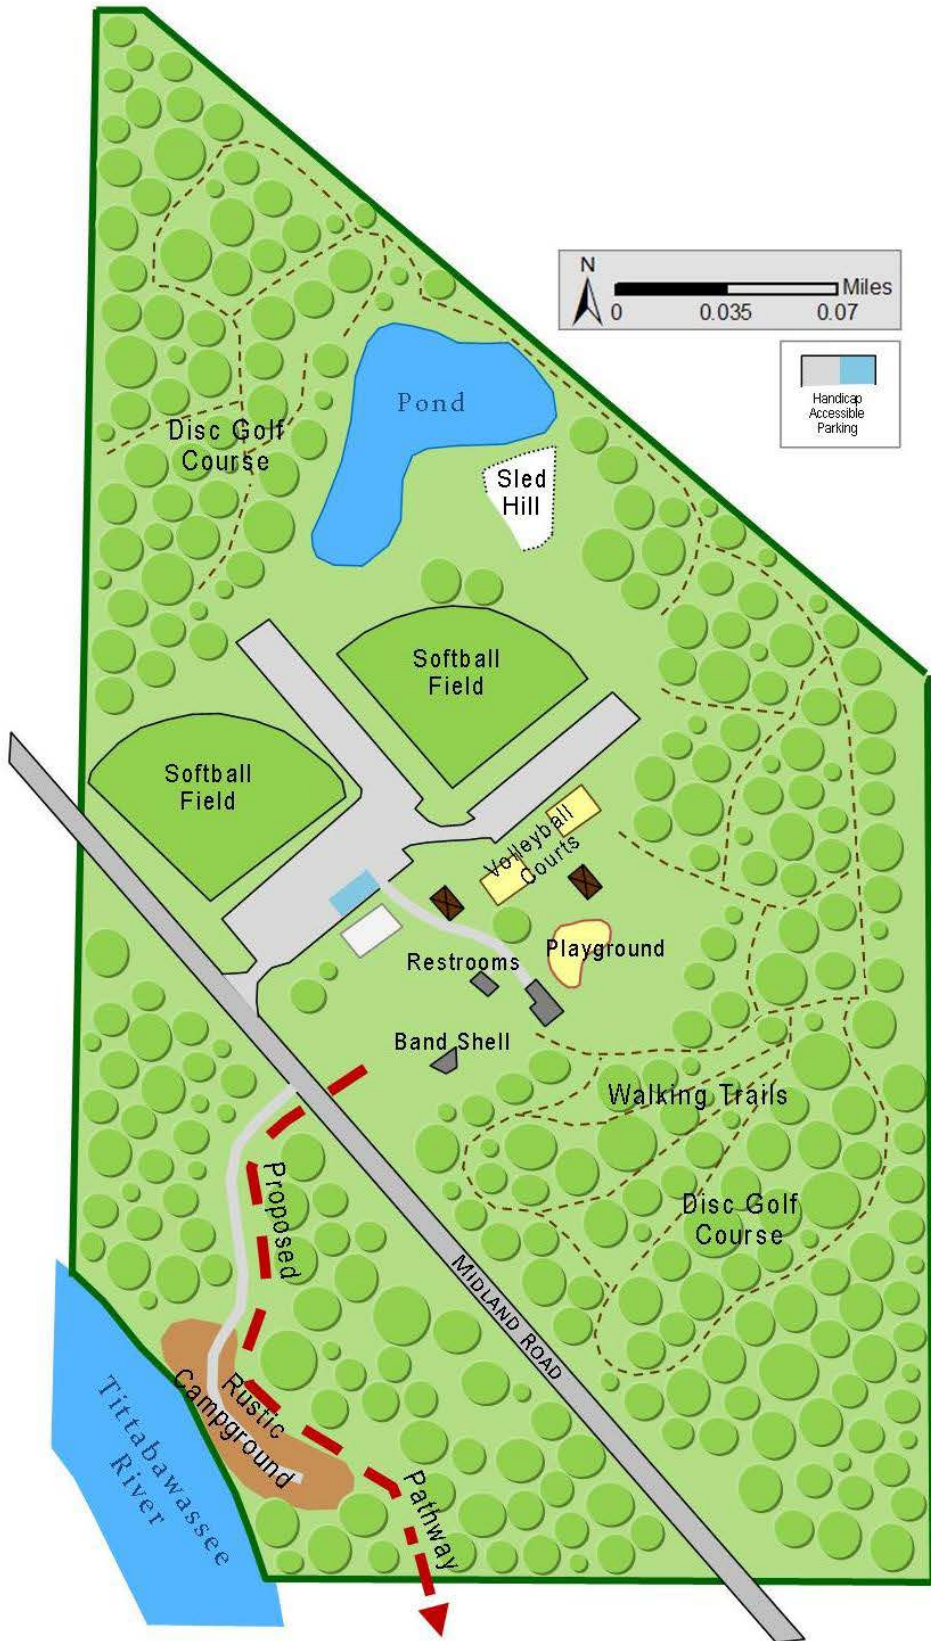 N
Miles
0 0.035 0.07
Handicap
Accessible
Parking
Pond
Disc Golf
Course
Sled
Hill
Softball
Field
Softball
Field
Volleyball
Courts
Playground
Restrooms
Band Shell
Walking Trails
Proposed
Disc Golf
Course
MIDLAND ROAD
Rustic
Campground
Tittabawassee
River
Pathway